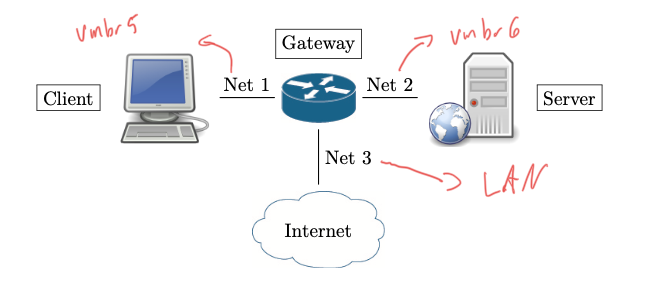 vmbr5
vmbr6
Gateway
Net 1
Net 2
Client
Server
Net 3
LAN
Internet